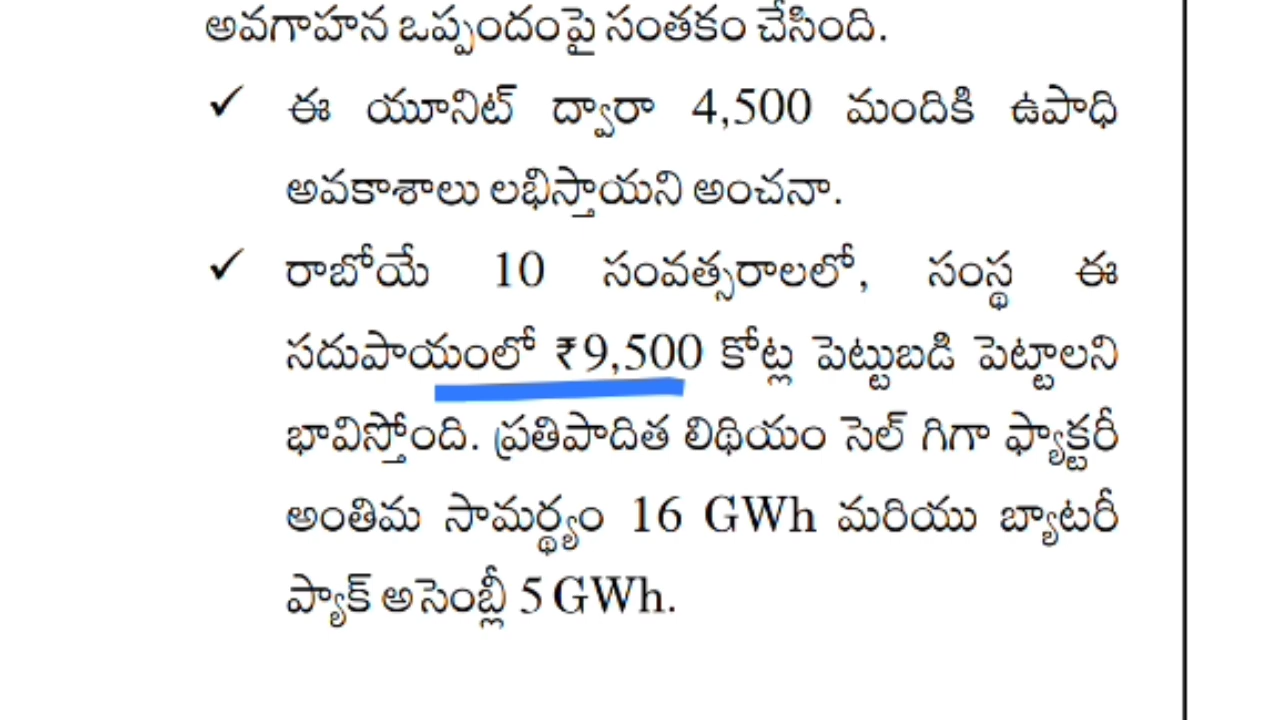 అవగాహన ఒప్పందంపై సంతకం చేసింది.
✓ ఈ యూనిట్ ద్వారా 4,500 మందికి ఉపాధి
అవకాశాలు లభిస్తాయని అంచనా.
✓ రాబోయే 10 సంవత్సరాలలో, సంస్థ ఈ
సదుపాయంలో ₹9,500 కోట్ల పెట్టుబడి పెట్టాలని
భావిస్తోంది. ప్రతిపాదిత లిథియం సెల్ గిగా ఫ్యాక్టరీ
అంతిమ సామర్థ్యం 16 GWh మరియు బ్యాటరీ
ప్యాక్ అసెంబ్లీ 5 GWh.